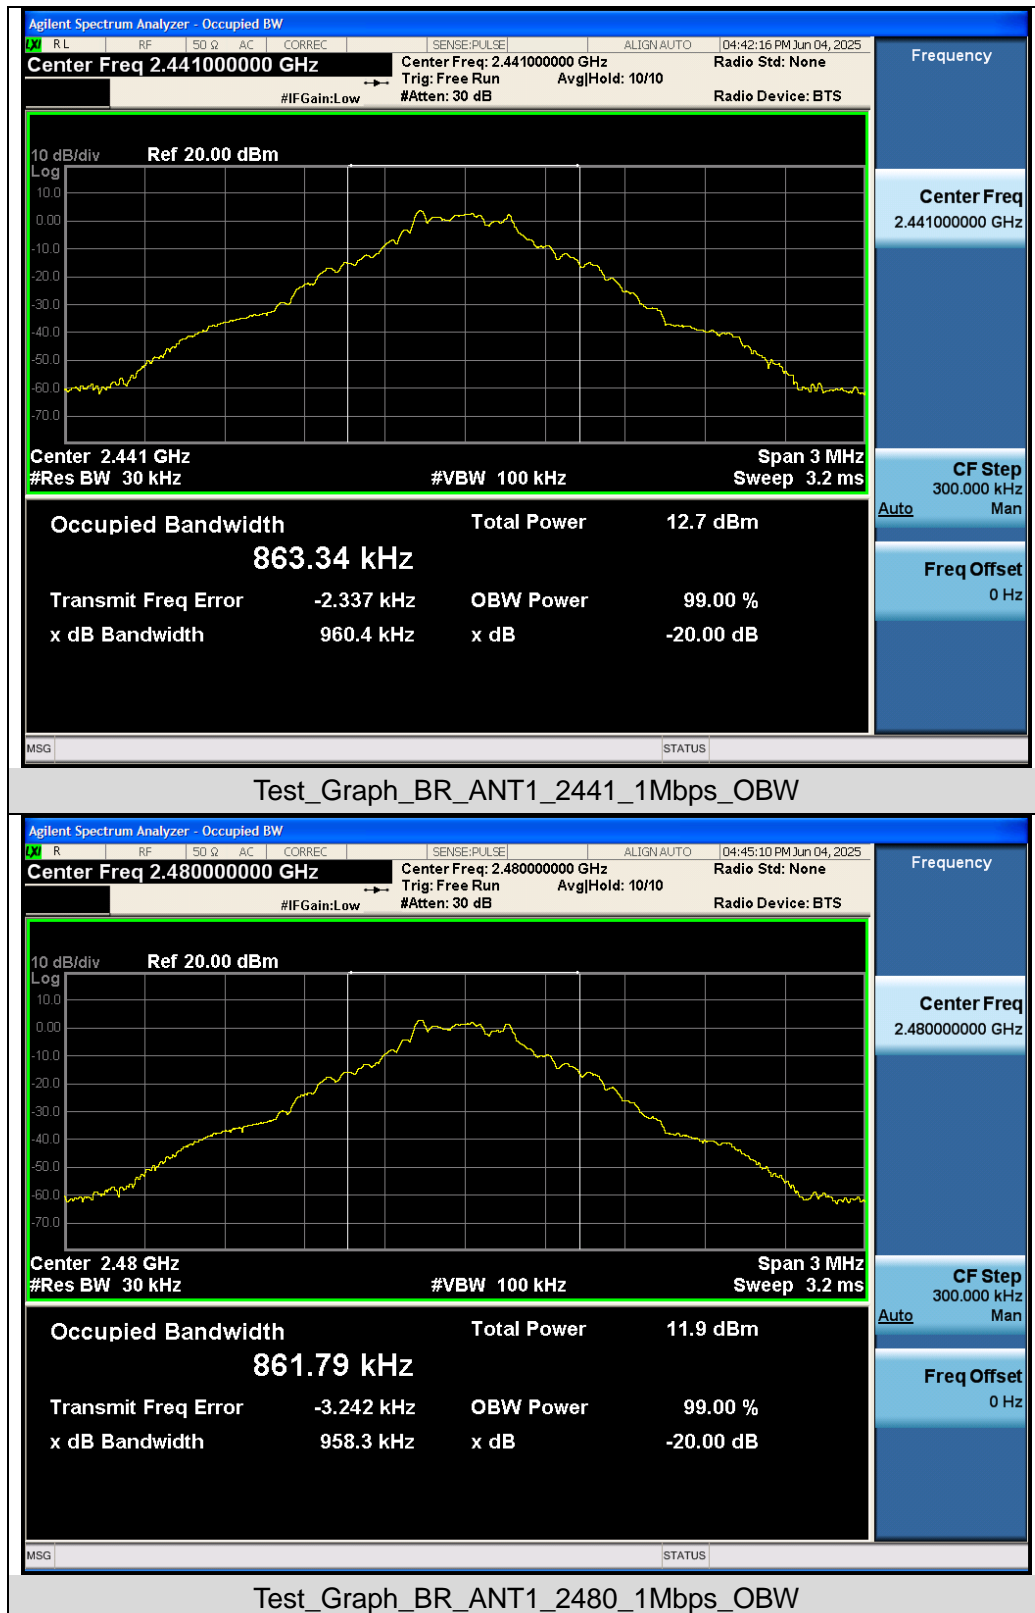 Agilent Spectrum Analyzer - Occupied BW
LXI RL RF 50 Ω AC CORREC SENSE:PULSE ALIGN AUTO 04:42:16 PM Jun 04, 2025
Center Freq 2.441000000 GHz
Center Freq: 2.441000000 GHz
Radio Std: None
Trig: Free Run Avg|Hold: 10/10
#IFGain:Low #Atten: 30 dB Radio Device: BTS
Frequency
10 dB/div Ref 20.00 dBm
Log
10.0
0.00
-10.0
-20.0
-30.0
-40.0
-50.0
-60.0
-70.0
Center 2.441 GHz Span 3 MHz
#Res BW 30 kHz #VBW 100 kHz Sweep 3.2 ms
Center Freq
2.441000000 GHz
CF Step
300.000 kHz
Auto Man
Freq Offset
0 Hz
Occupied Bandwidth Total Power 12.7 dBm
863.34 kHz
Transmit Freq Error -2.337 kHz OBW Power 99.00 %
x dB Bandwidth 960.4 kHz x dB -20.00 dB
MSG STATUS
Test_Graph_BR_ANT1_2441_1Mbps_OBW
Agilent Spectrum Analyzer - Occupied BW
LXI R RF 50 Ω AC CORREC SENSE:PULSE ALIGN AUTO 04:45:10 PM Jun 04, 2025
Center Freq 2.480000000 GHz
Center Freq: 2.480000000 GHz
Radio Std: None
Trig: Free Run Avg|Hold: 10/10
#IFGain:Low #Atten: 30 dB Radio Device: BTS
Frequency
10 dB/div Ref 20.00 dBm
Log
10.0
0.00
-10.0
-20.0
-30.0
-40.0
-50.0
-60.0
-70.0
Center 2.48 GHz Span 3 MHz
#Res BW 30 kHz #VBW 100 kHz Sweep 3.2 ms
Center Freq
2.480000000 GHz
CF Step
300.000 kHz
Auto Man
Freq Offset
0 Hz
Occupied Bandwidth Total Power 11.9 dBm
861.79 kHz
Transmit Freq Error -3.242 kHz OBW Power 99.00 %
x dB Bandwidth 958.3 kHz x dB -20.00 dB
MSG STATUS
Test_Graph_BR_ANT1_2480_1Mbps_OBW